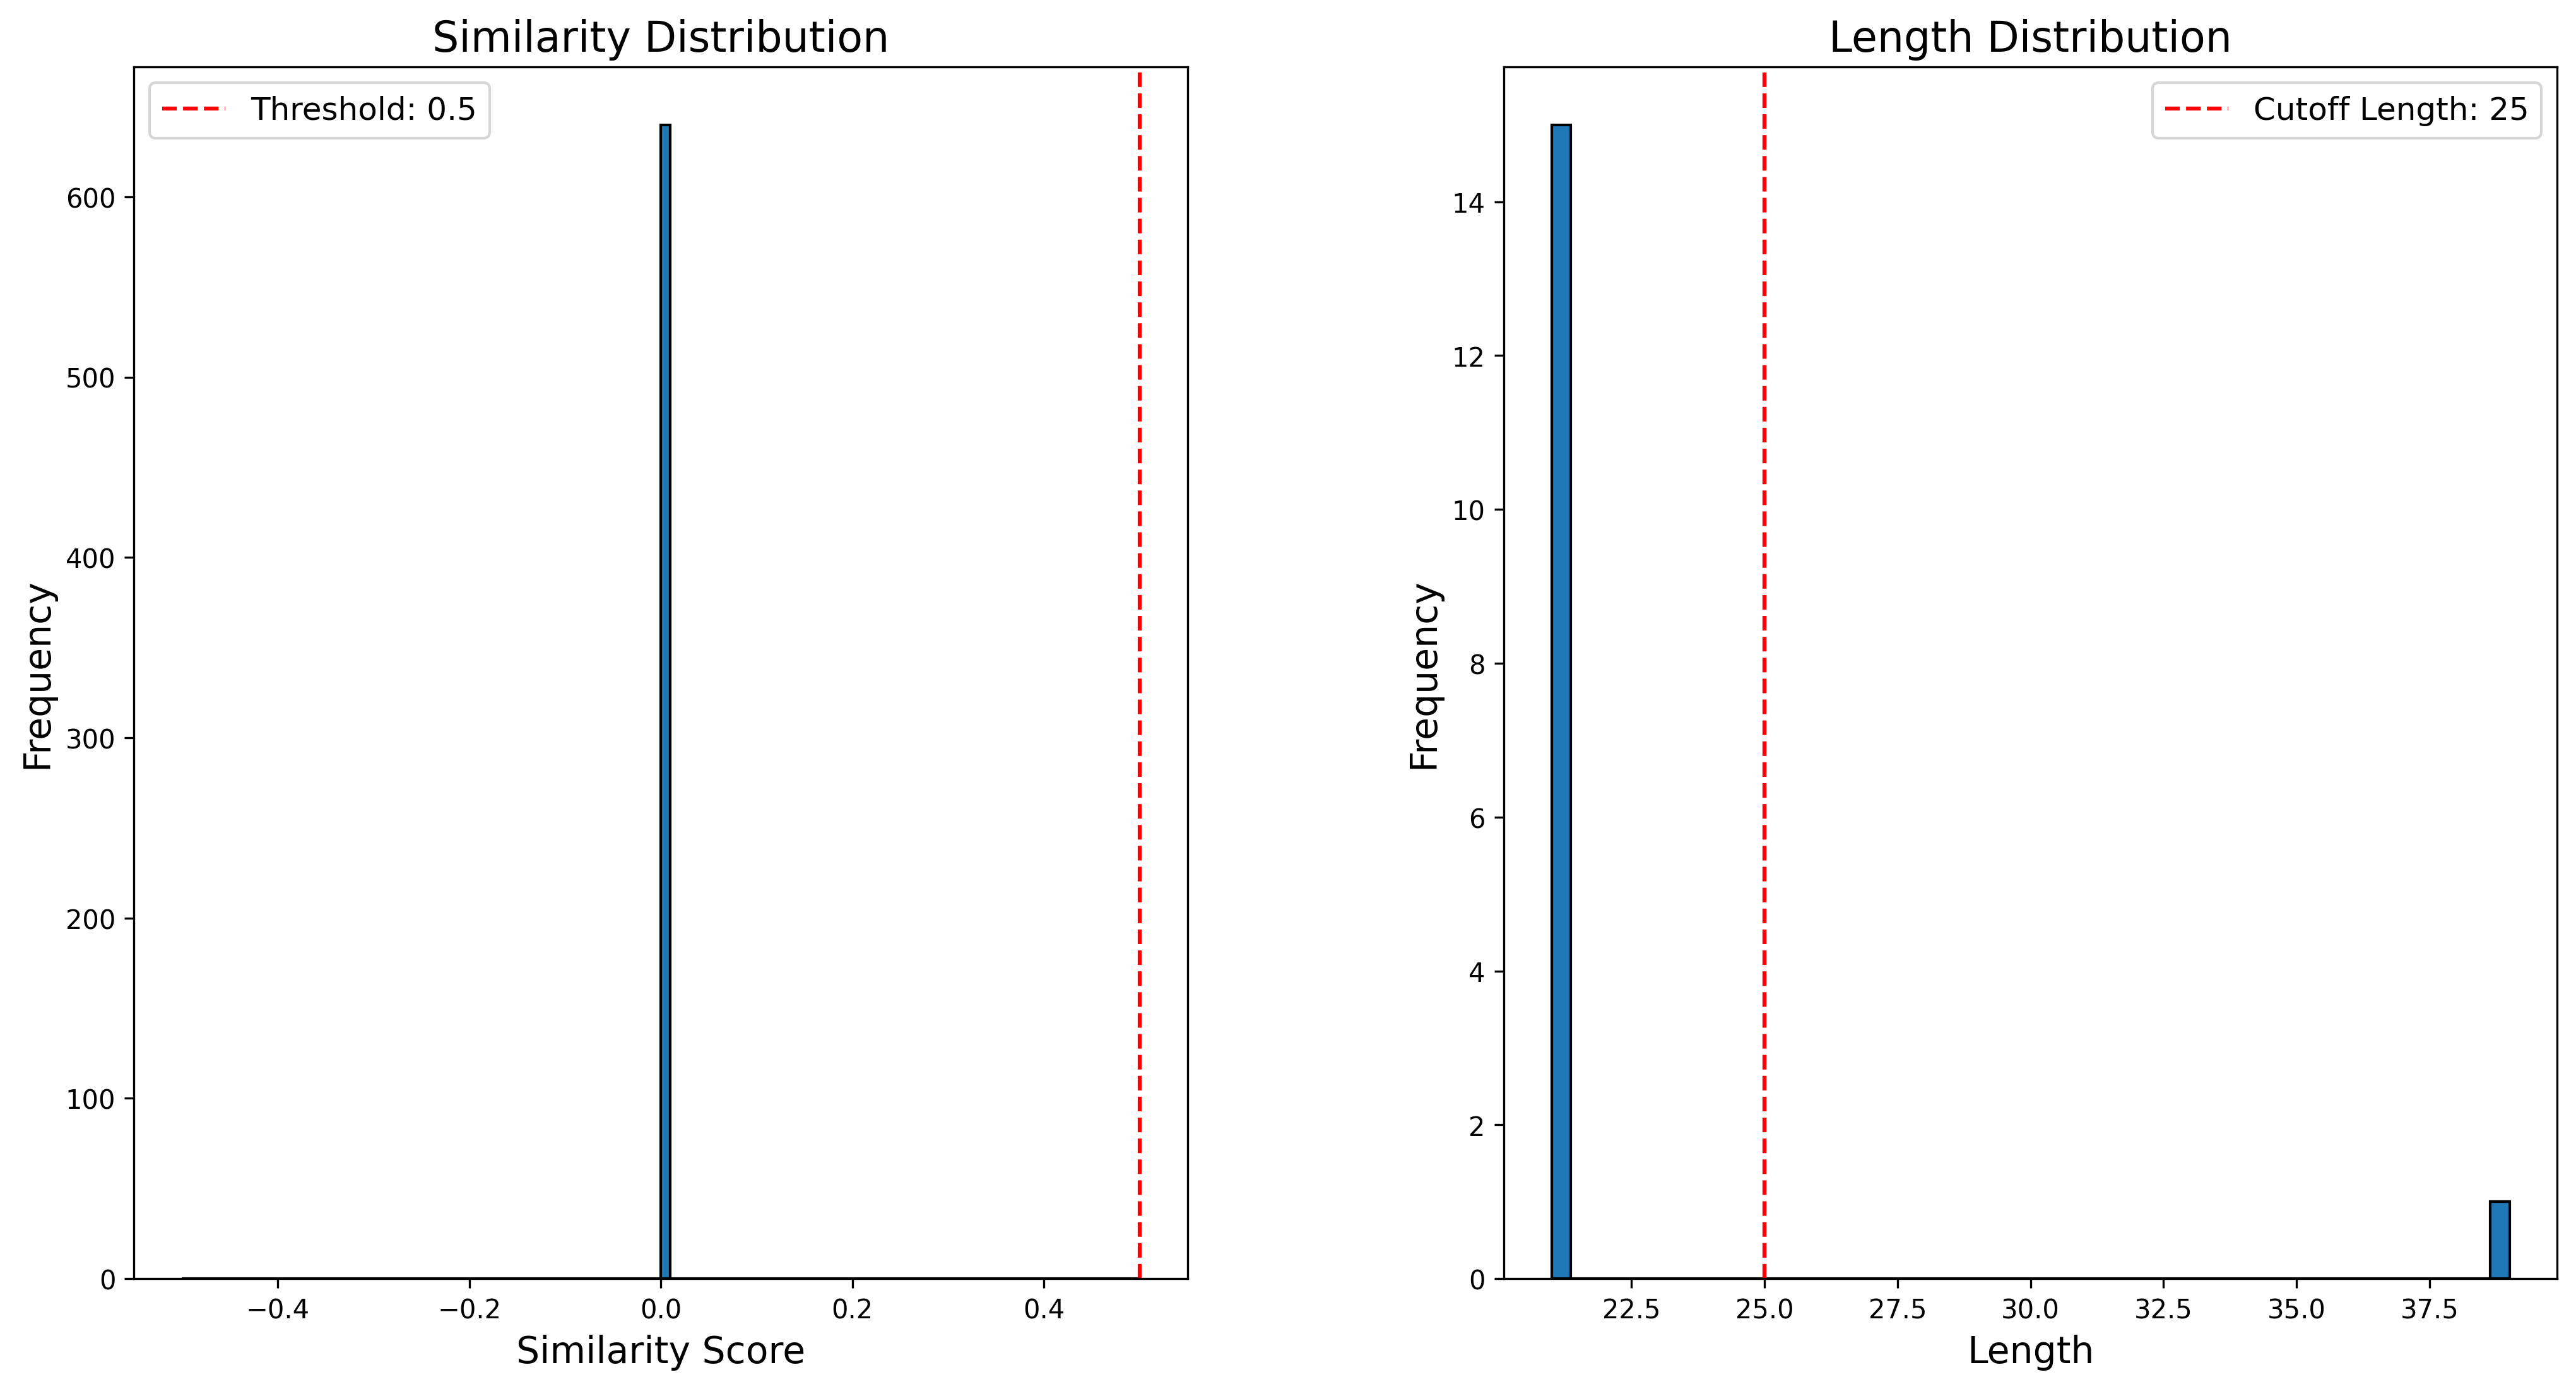 Similarity Distribution
Threshold: 0.5
600
500
400
300
200
100
0
Frequency
−0.4 −0.2 0.0 0.2 0.4
Similarity Score
Length Distribution
Cutoff Length: 25
14
12
10
8
6
4
2
0
Frequency
22.5 25.0 27.5 30.0 32.5 35.0 37.5
Length